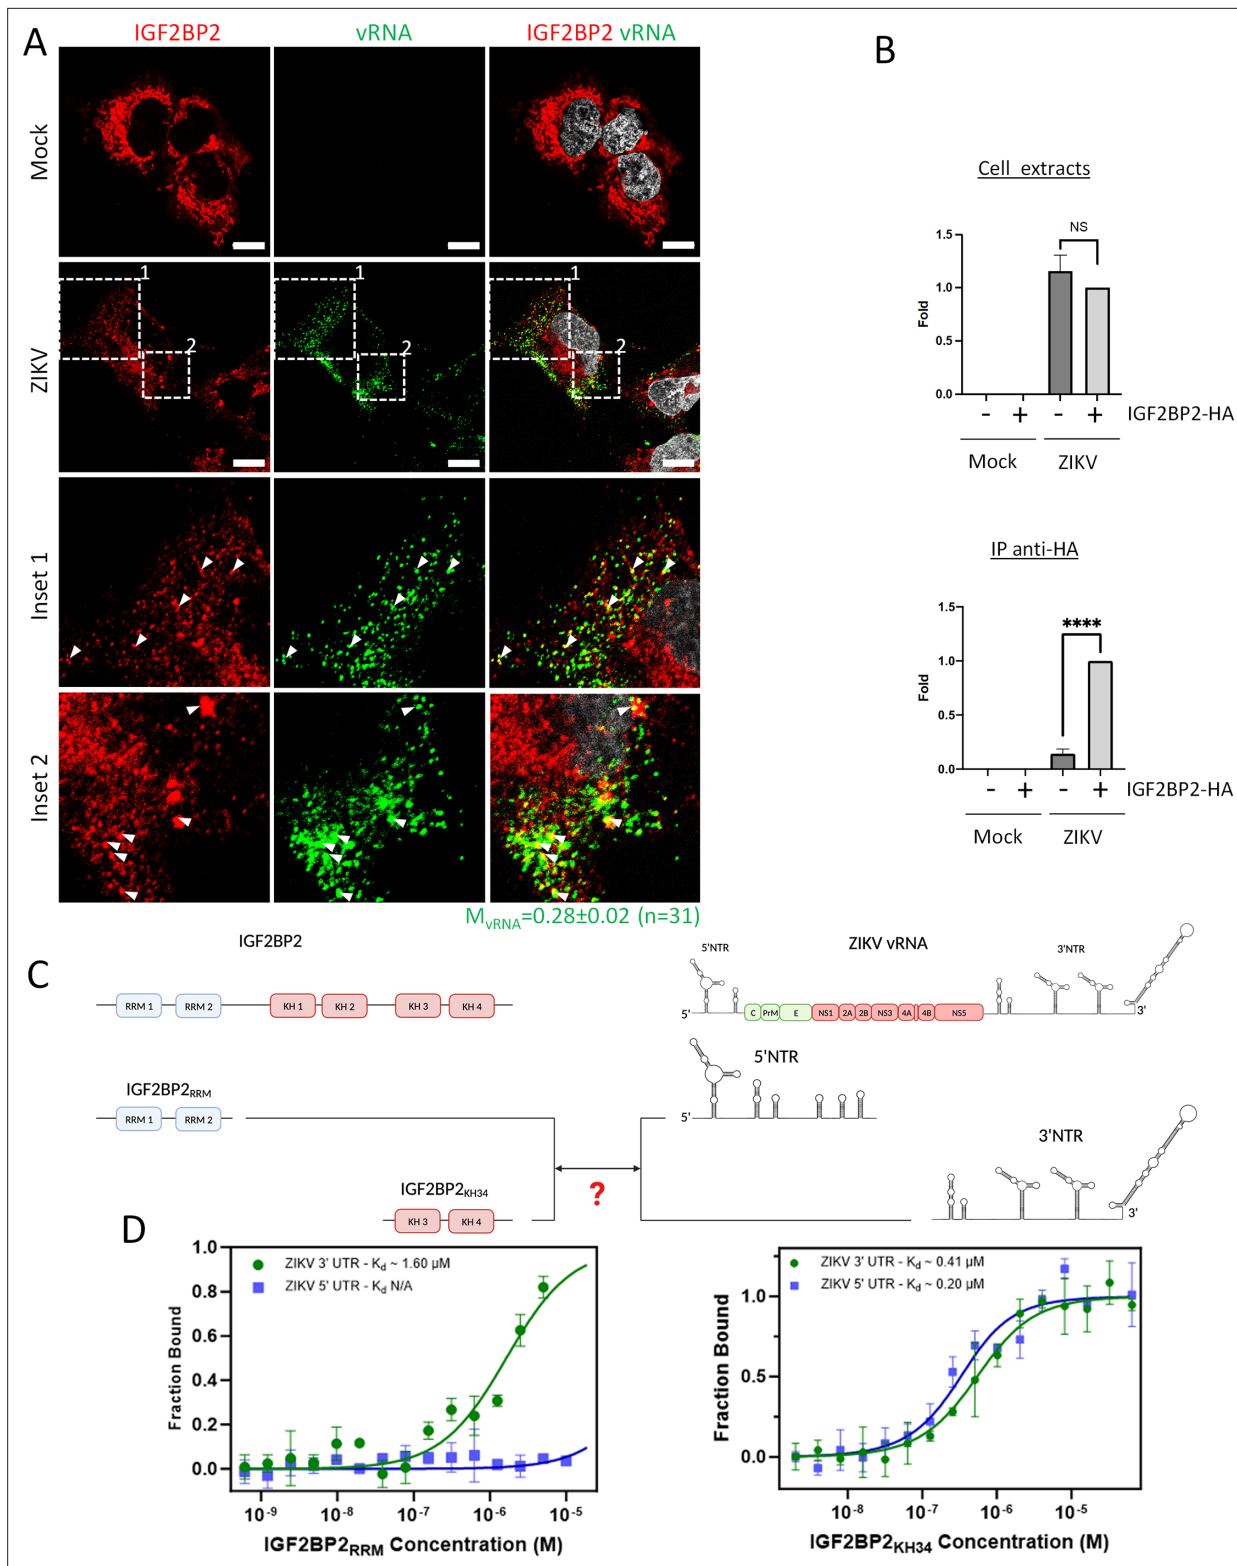 A
IGF2BP2
vRNA
IGF2BP2 vRNA
Mock
ZIKV
1
2
1
2
1
2
Inset 1
Inset 2
MvRNA=0.28±0.02 (n=31)
B
Cell extracts
Fold
1.5
1.0
0.5
0.0
NS
- + - + IGF2BP2-HA
Mock ZIKV
IP anti-HA
Fold
1.5
1.0
0.5
0.0
****
- + - + IGF2BP2-HA
Mock ZIKV
C
IGF2BP2
RRM 1 RRM 2 KH 1 KH 2 KH 3 KH 4
5'NTR ZIKV vRNA 3'NTR
5' C PrM E NS1 2A 2B NS3 4A 4B NS5 3'
IGF2BP2RRM
RRM 1 RRM 2
5'NTR
5'
IGF2BP2KH34
KH 3 KH 4
?
3'NTR
3'
D
Fraction Bound
1.0
0.8
0.6
0.4
0.2
0.0
ZIKV 3' UTR - Kd ~ 1.60 µM
ZIKV 5' UTR - Kd N/A
10-9 10-8 10-7 10-6 10-5
IGF2BP2RRM Concentration (M)
Fraction Bound
1.0
0.5
0.0
ZIKV 3' UTR - Kd ~ 0.41 µM
ZIKV 5' UTR - Kd ~ 0.20 µM
10-8 10-7 10-6 10-5
IGF2BP2KH34 Concentration (M)